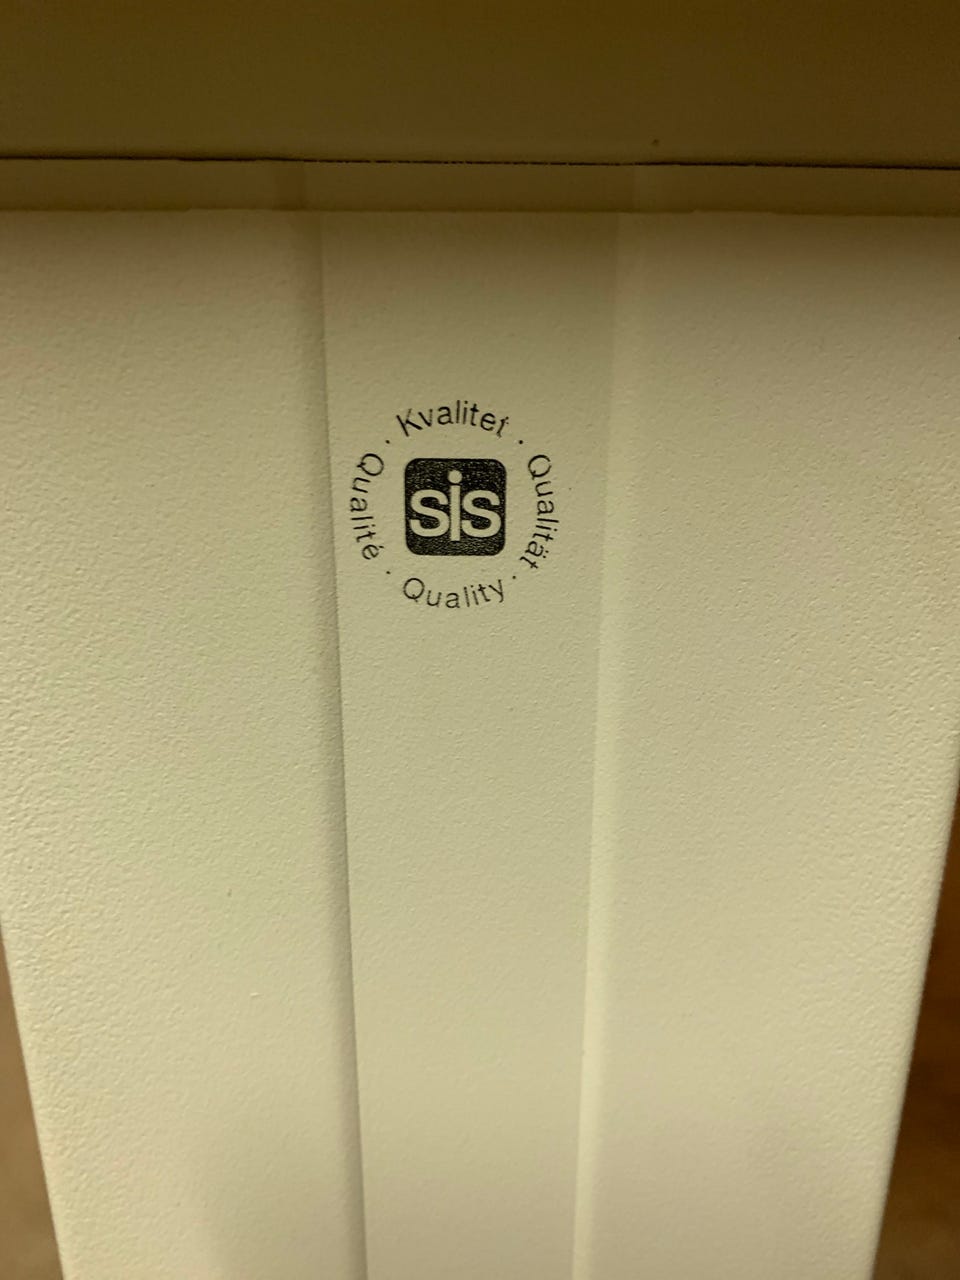 Kvalitet · Qualität · Quality · Qualité ·
sis